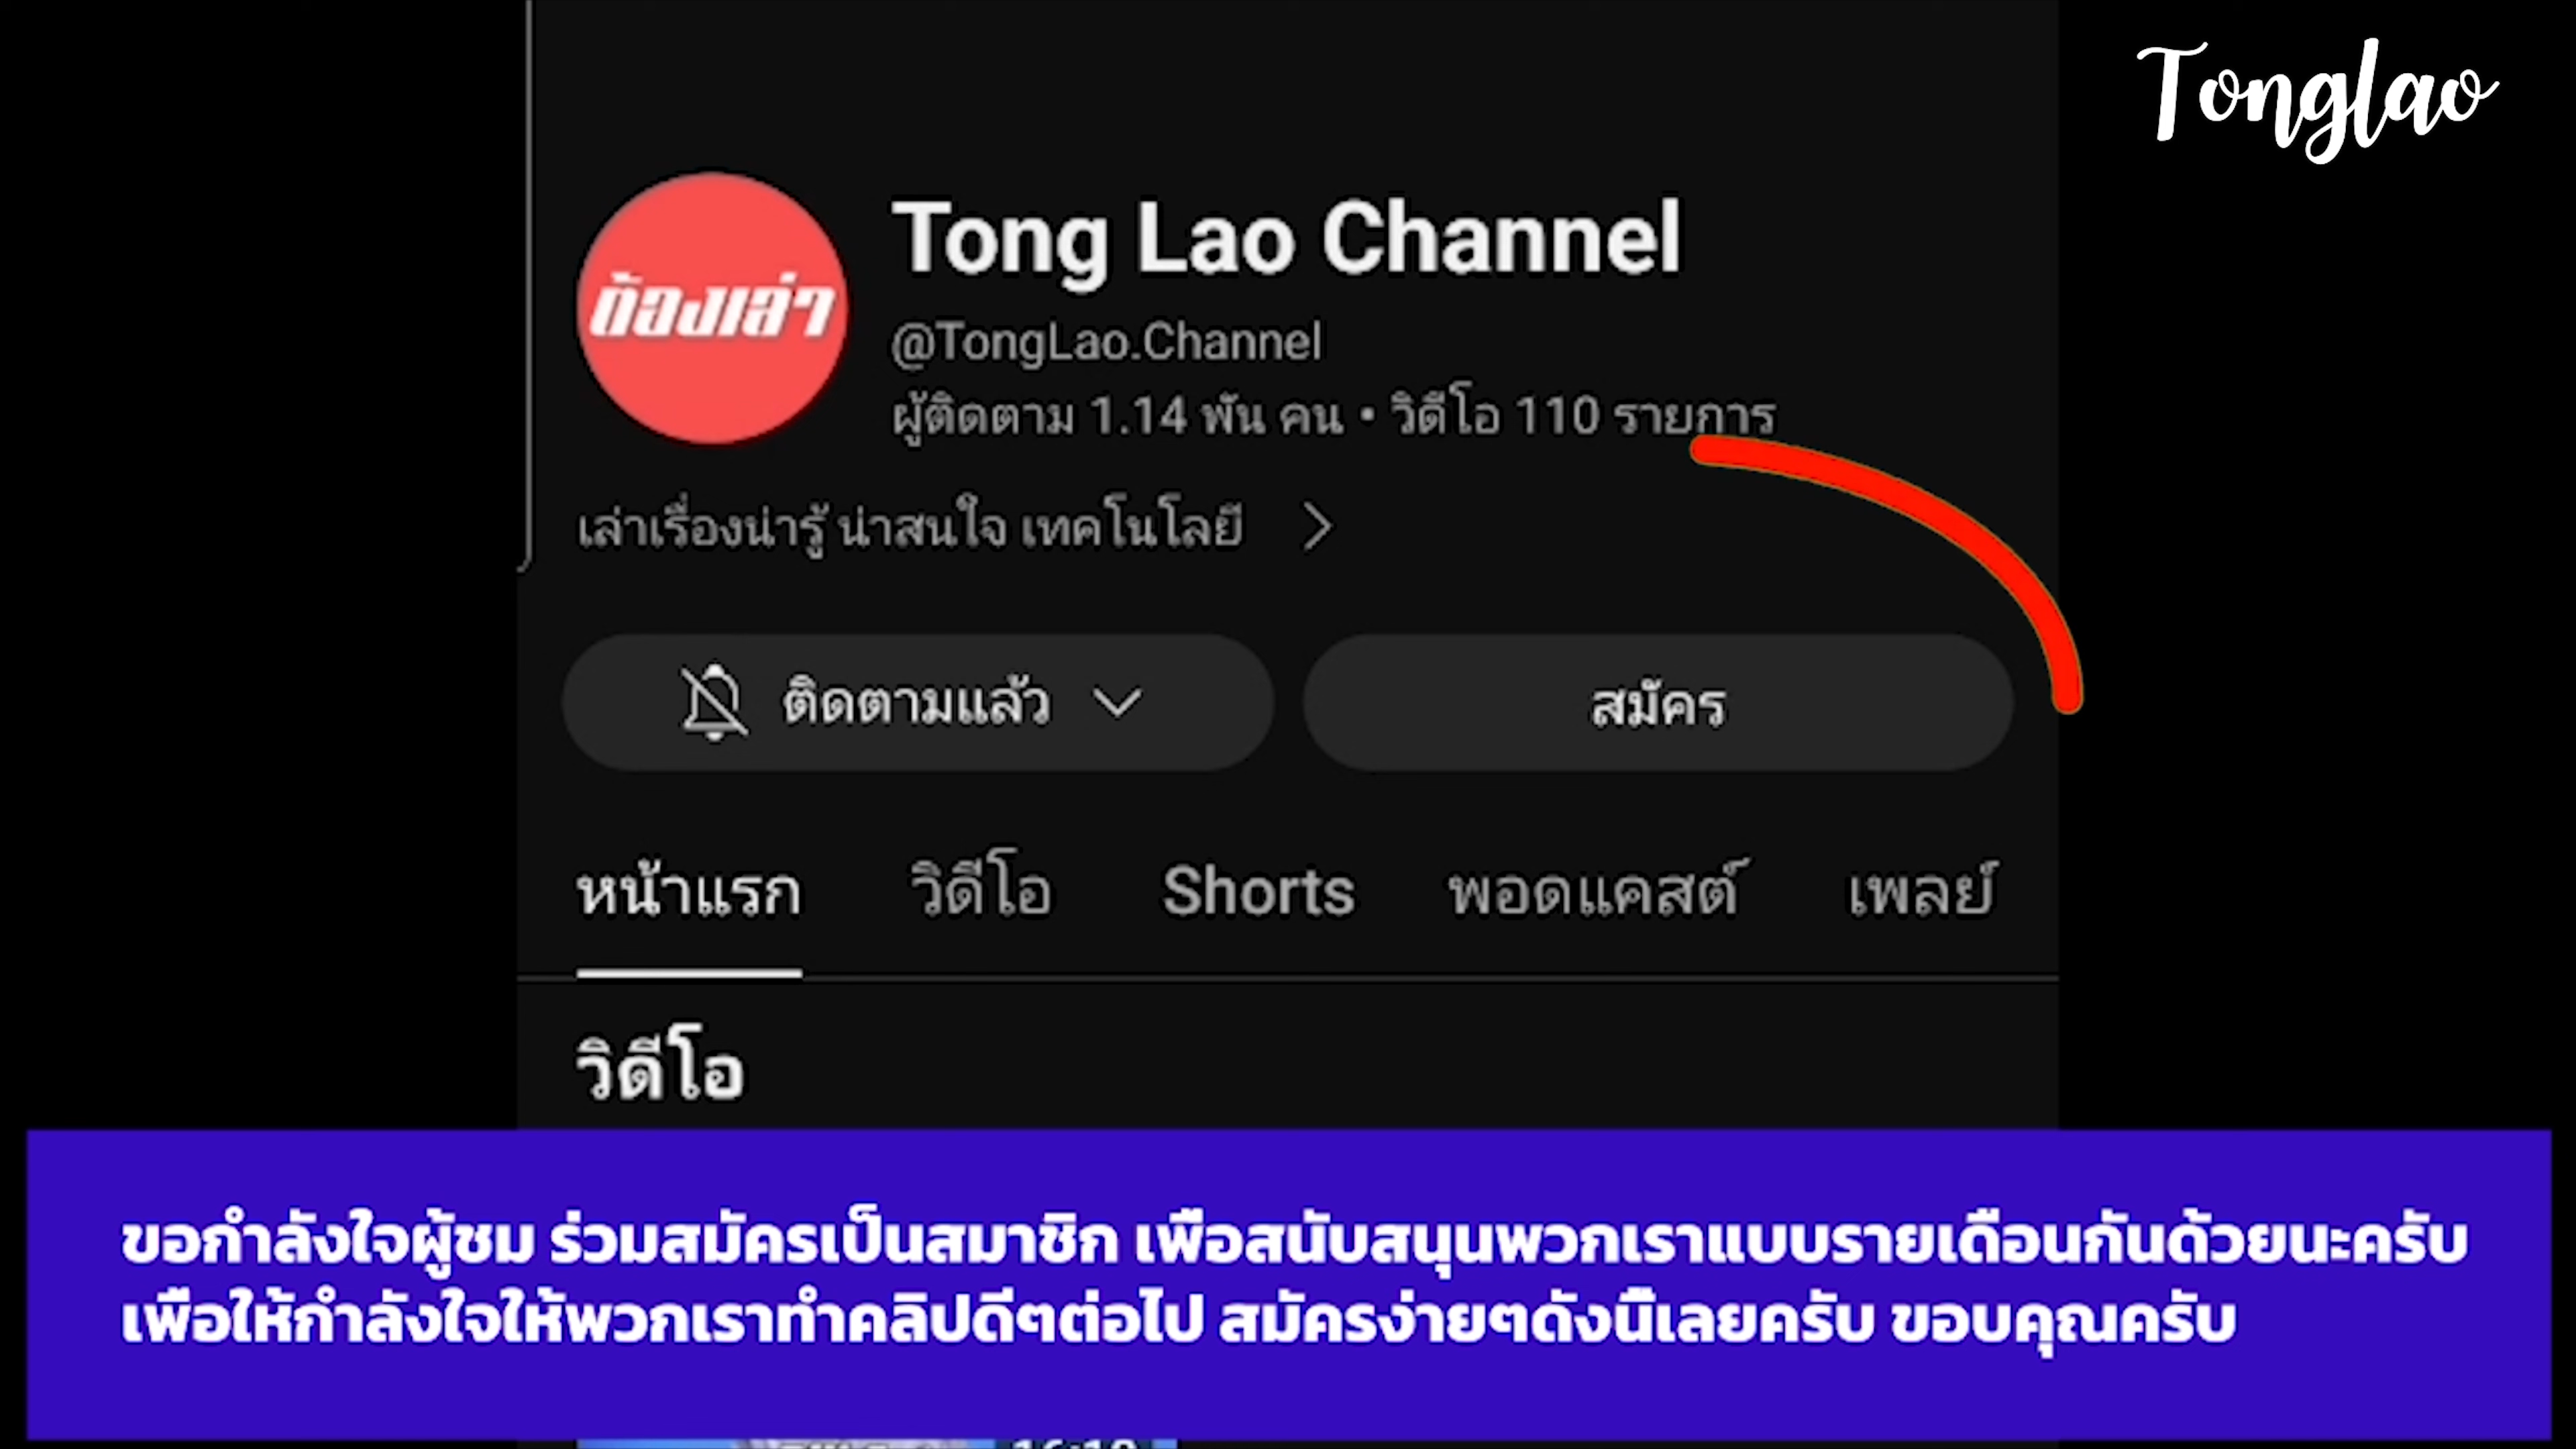 Tonglao
ต้องเล่า
Tong Lao Channel
@TongLao.Channel
ผู้ติดตาม 1.14 พัน คน • วิดีโอ 110 รายการ
เล่าเรื่องน่ารู้ น่าสนใจ เทคโนโลยี
ติดตามแล้ว
สมัคร
หน้าแรก วิดีโอ Shorts พอดแคสต์ เพลย์
วิดีโอ
ขอกำลังใจผู้ชม ร่วมสมัครเป็นสมาชิก เพื่อสนับสนุนพวกเราแบบรายเดือนกันด้วยนะครับ
เพื่อให้กำลังใจให้พวกเราทำคลิปดีๆต่อไป สมัครง่ายๆดังนี้เลยครับ ขอบคุณครับ